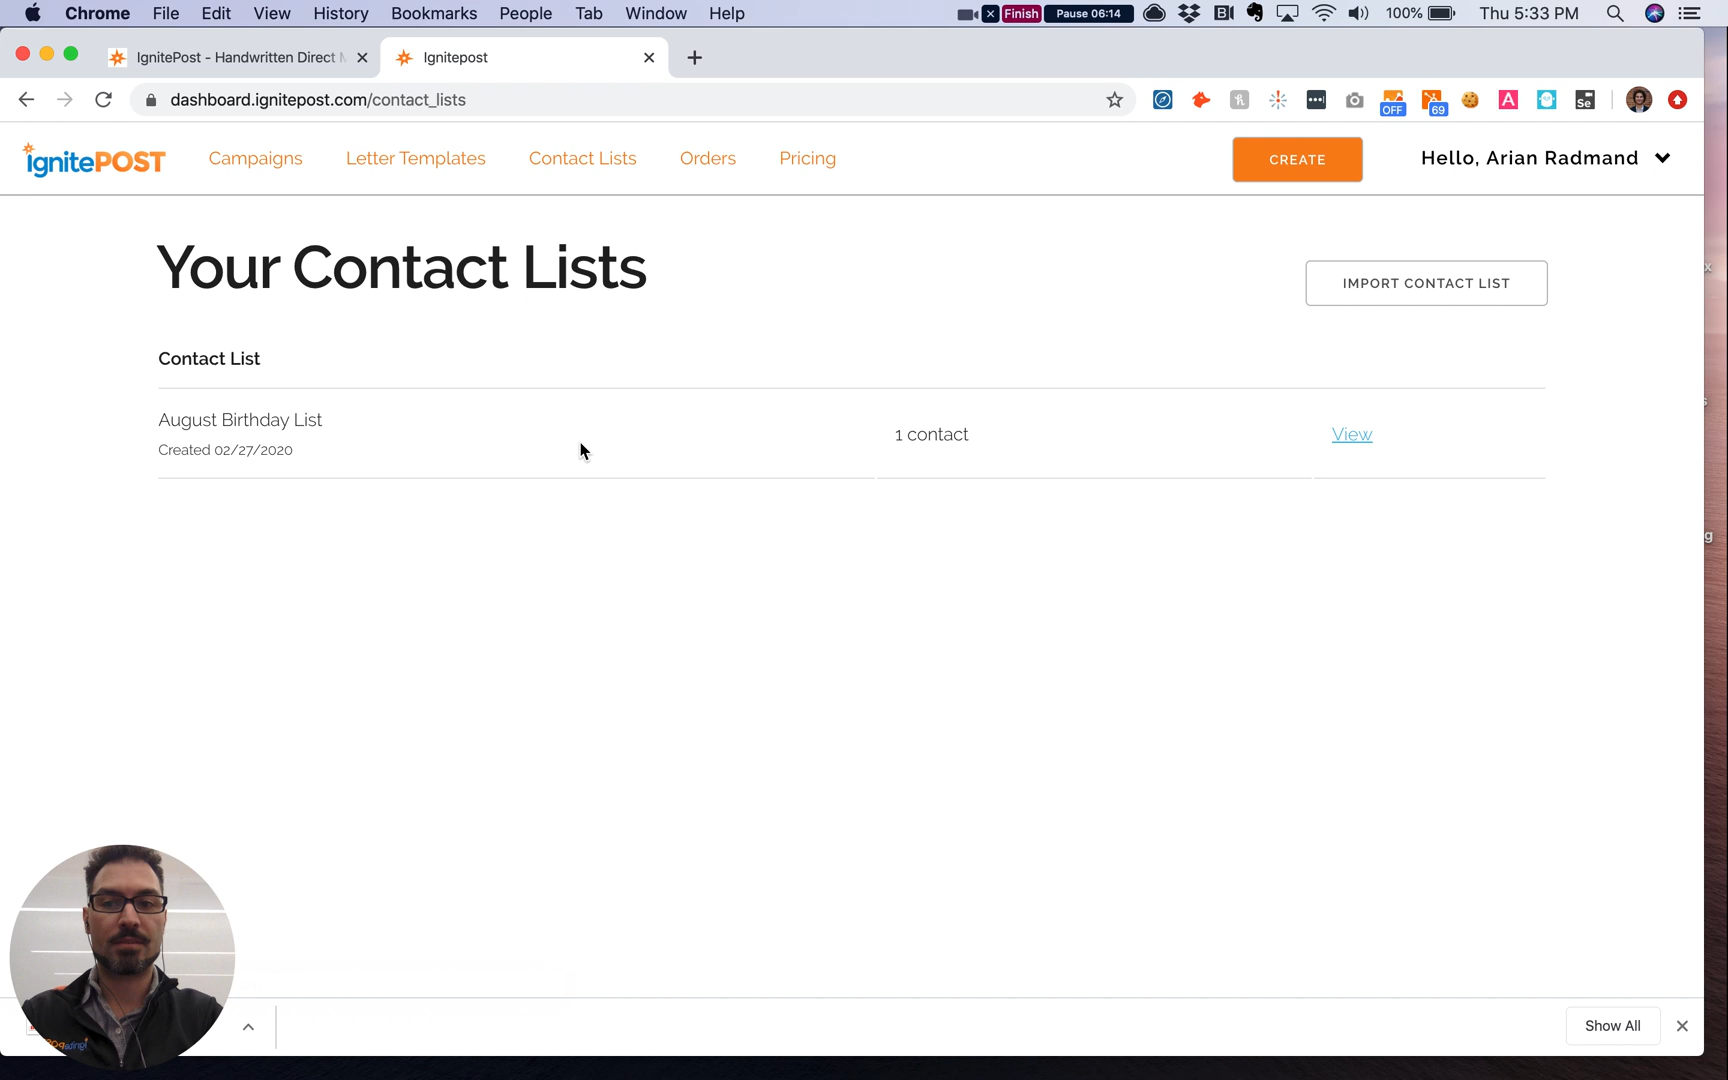 Chrome File Edit View History Bookmarks People Tab Window Help
Finish Pause 06:14 100% Thu 5:33 PM
IgnitePost - Handwritten Direct
Ignitepost
dashboard.ignitepost.com/contact_lists
OFF 69 A Se
ignitePOST
Campaigns Letter Templates Contact Lists Orders Pricing
CREATE
Hello, Arian Radmand
Your Contact Lists
IMPORT CONTACT LIST
Contact List
August Birthday List
Created 02/27/2020
1 contact
View
Show All